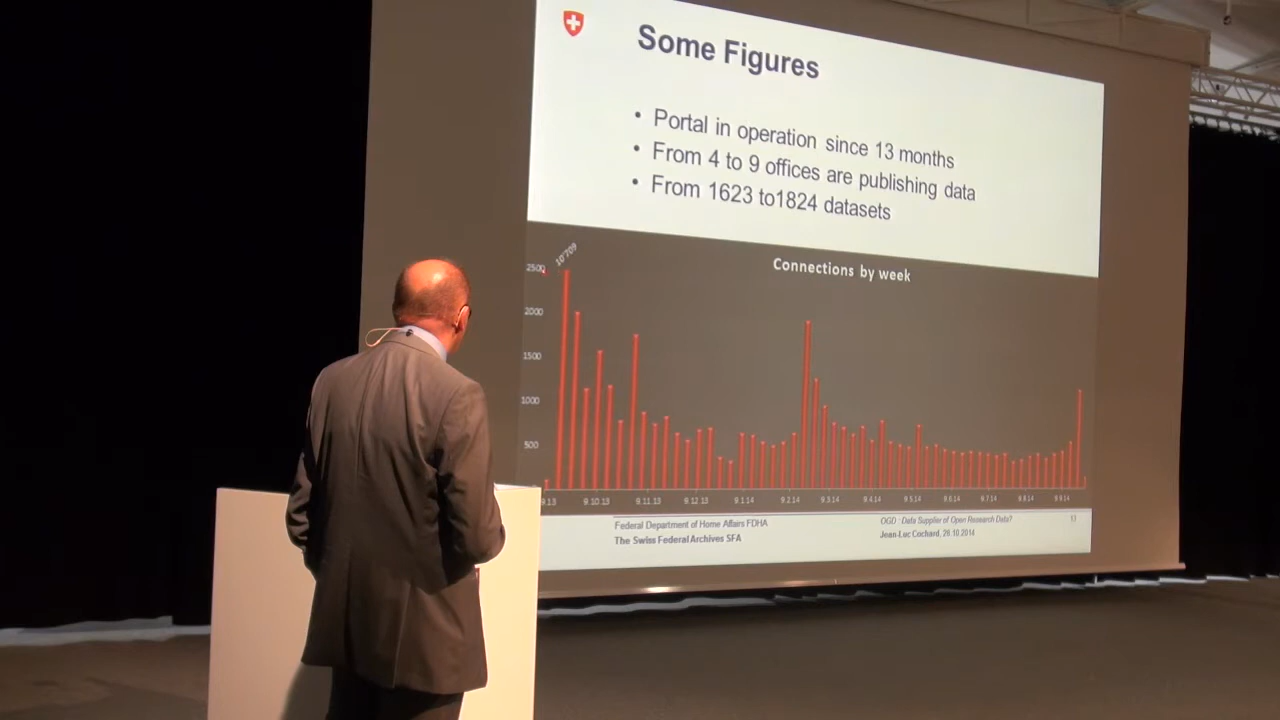 Some Figures
• Portal in operation since 13 months
• From 4 to 9 offices are publishing data
• From 1623 to1824 datasets
10'709
Connections by week
2500
2000
1500
1000
500
9.13 9.10.13 9.11.13 9.12.13 9.1.14 9.2.14 9.3.14 9.4.14 9.5.14 9.6.14 9.7.14 9.8.14 9.9.14
Federal Department of Home Affairs FDHA
The Swiss Federal Archives SFA
OGD : Data Supplier of Open Research Data?
Jean-Luc Cochard, 28.10.2014
13